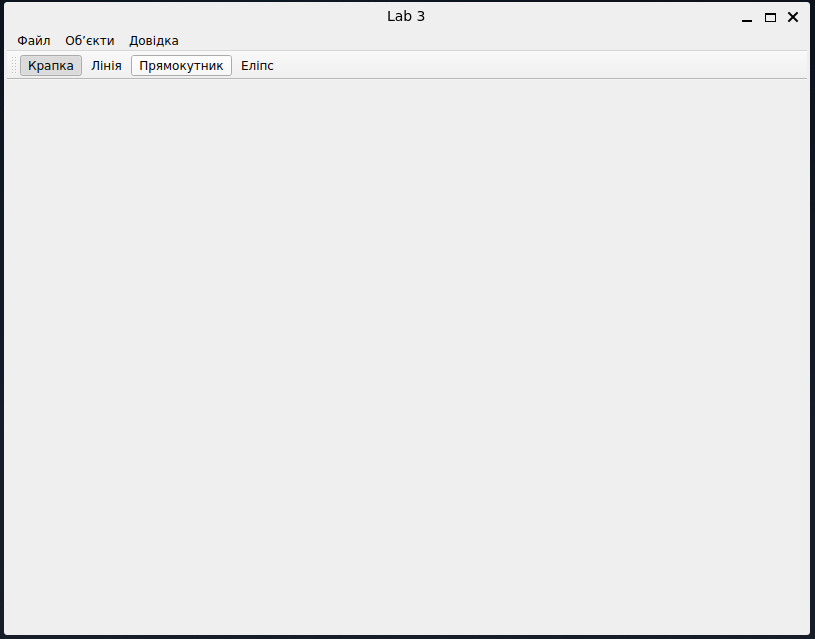 Lab 3
Файл Об’єкти Довідка
Крапка Лінія Прямокутник Еліпс